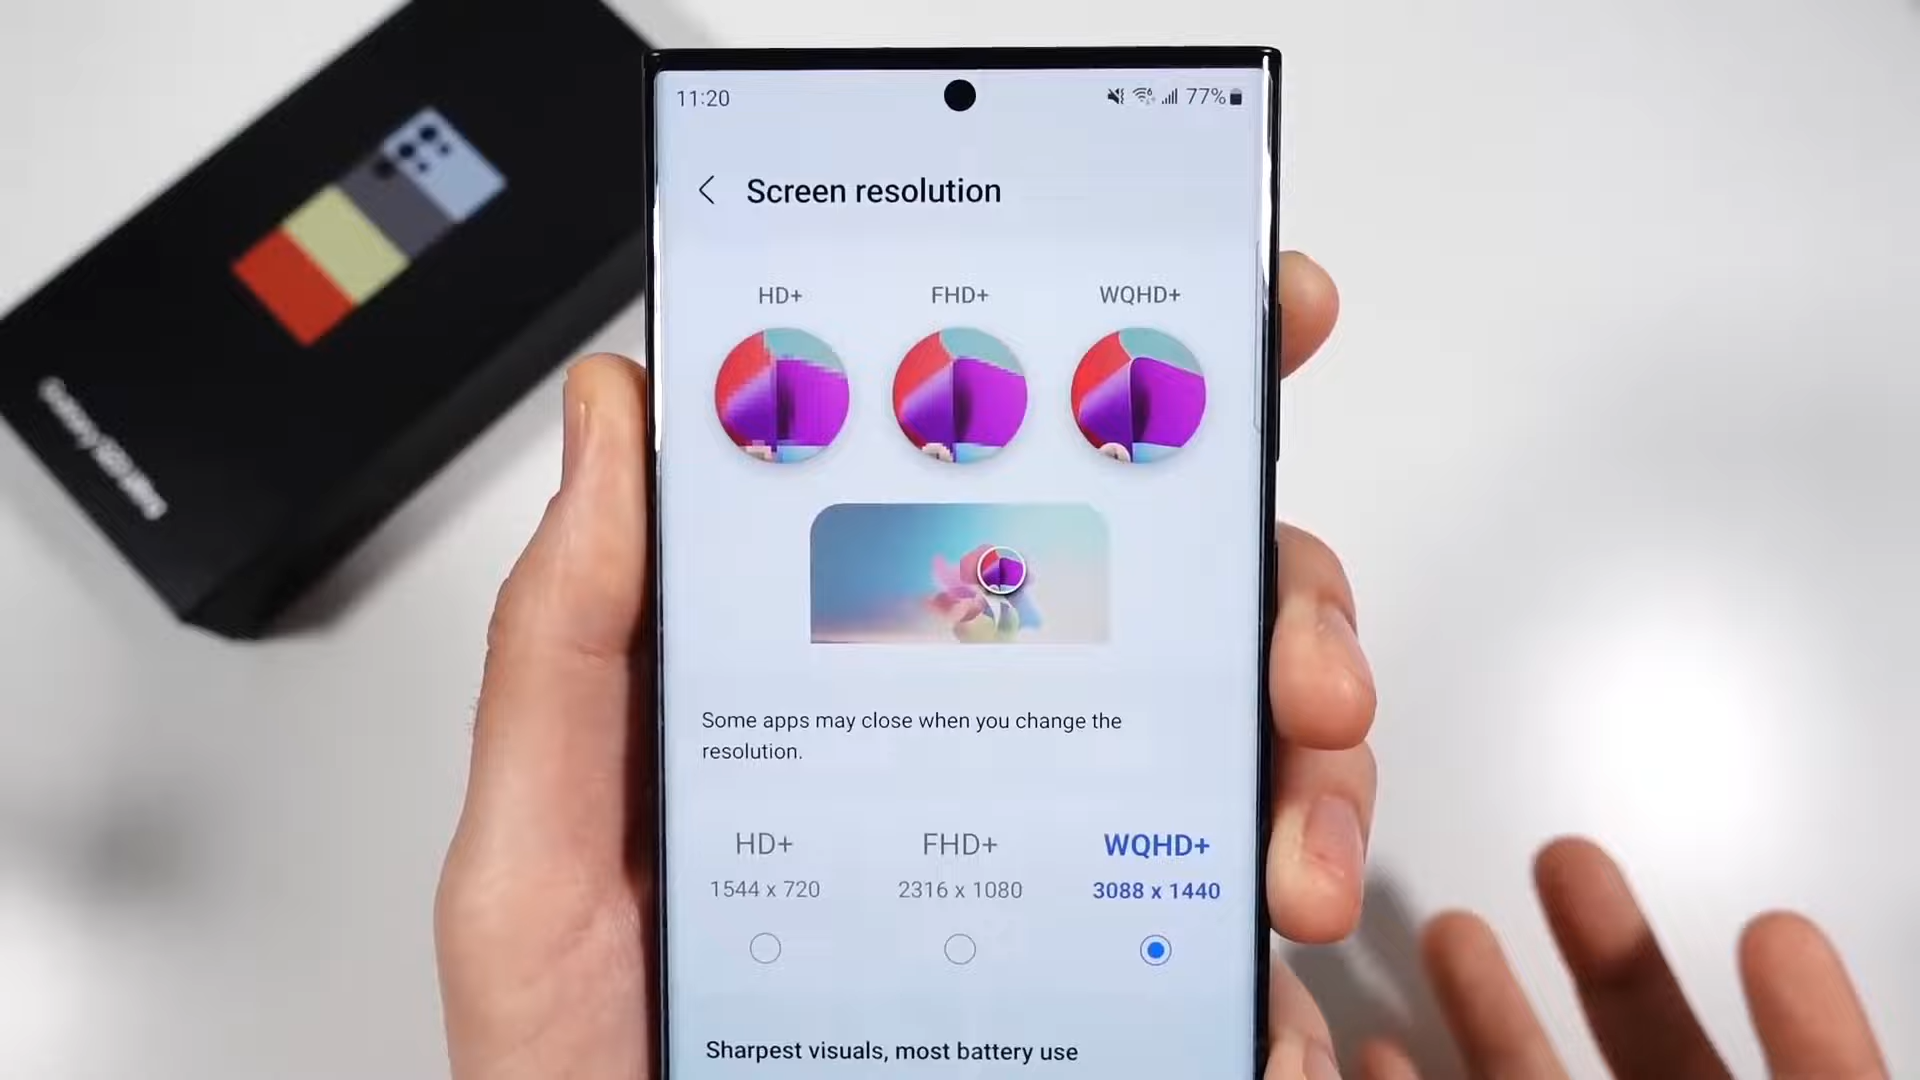 11:20
77%
Screen resolution
HD+
FHD+
WQHD+
Some apps may close when you change the
resolution.
HD+
FHD+
WQHD+
1544 x 720
2316 x 1080
3088 x 1440
Sharpest visuals, most battery use